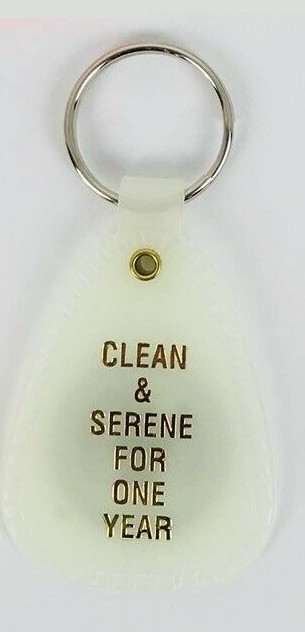 CLEAN
&
SERENE
FOR
ONE
YEAR